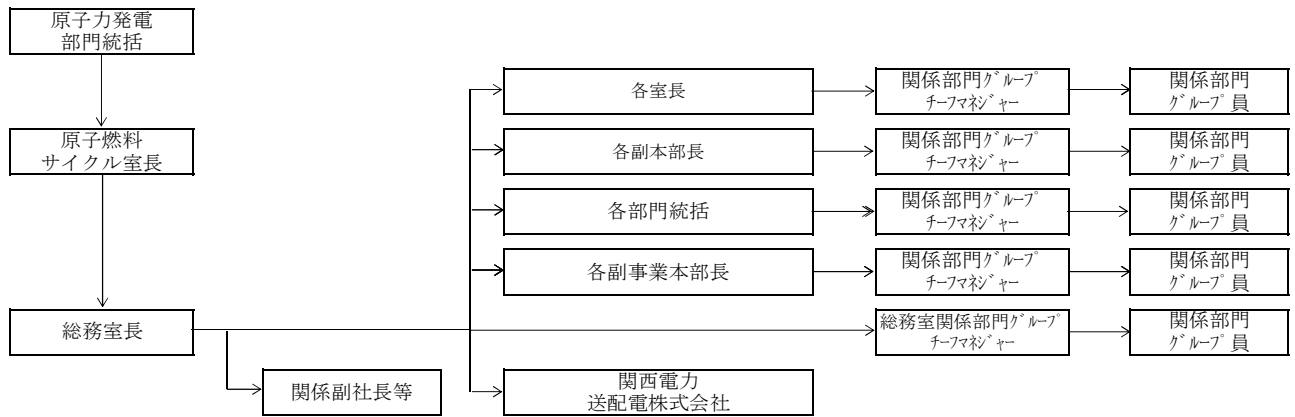 原子力発電
部門統括
各室長
関係部門ｸﾞﾙｰﾌﾟ
ﾁｰﾌﾏﾈｼﾞｬｰ
関係部門
ｸﾞﾙｰﾌﾟ員
原子燃料
サイクル室長
各副本部長
関係部門ｸﾞﾙｰﾌﾟ
ﾁｰﾌﾏﾈｼﾞｬｰ
関係部門
ｸﾞﾙｰﾌﾟ員
各部門統括
関係部門ｸﾞﾙｰﾌﾟ
ﾁｰﾌﾏﾈｼﾞｬｰ
関係部門
ｸﾞﾙｰﾌﾟ員
各副事業本部長
関係部門ｸﾞﾙｰﾌﾟ
ﾁｰﾌﾏﾈｼﾞｬｰ
関係部門
ｸﾞﾙｰﾌﾟ員
総務室長
総務室関係部門ｸﾞﾙｰﾌﾟ
ﾁｰﾌﾏﾈｼﾞｬｰ
関係部門
ｸﾞﾙｰﾌﾟ員
関係副社長等
関西電力
送配電株式会社